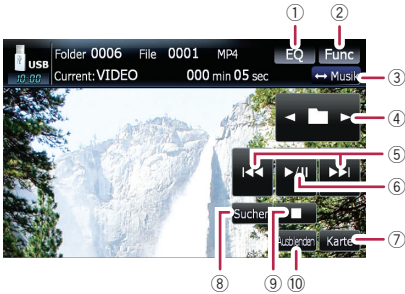 ① ②
USB Folder 0006 File 0001 MP4 EQ Func
10:00 Current: VIDEO 000 min 05 sec ↔ Musik
③
④
⑤
⑥
Suchen
Ausblenden Karte
⑦
⑧ ⑨ ⑩